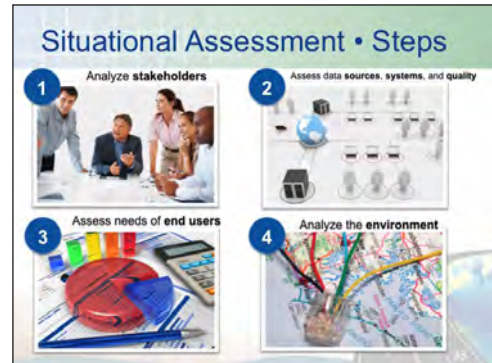 Situational Assessment • Steps
1
Analyze stakeholders
2
Assess data sources, systems, and quality
3
Assess needs of end users
4
Analyze the environment